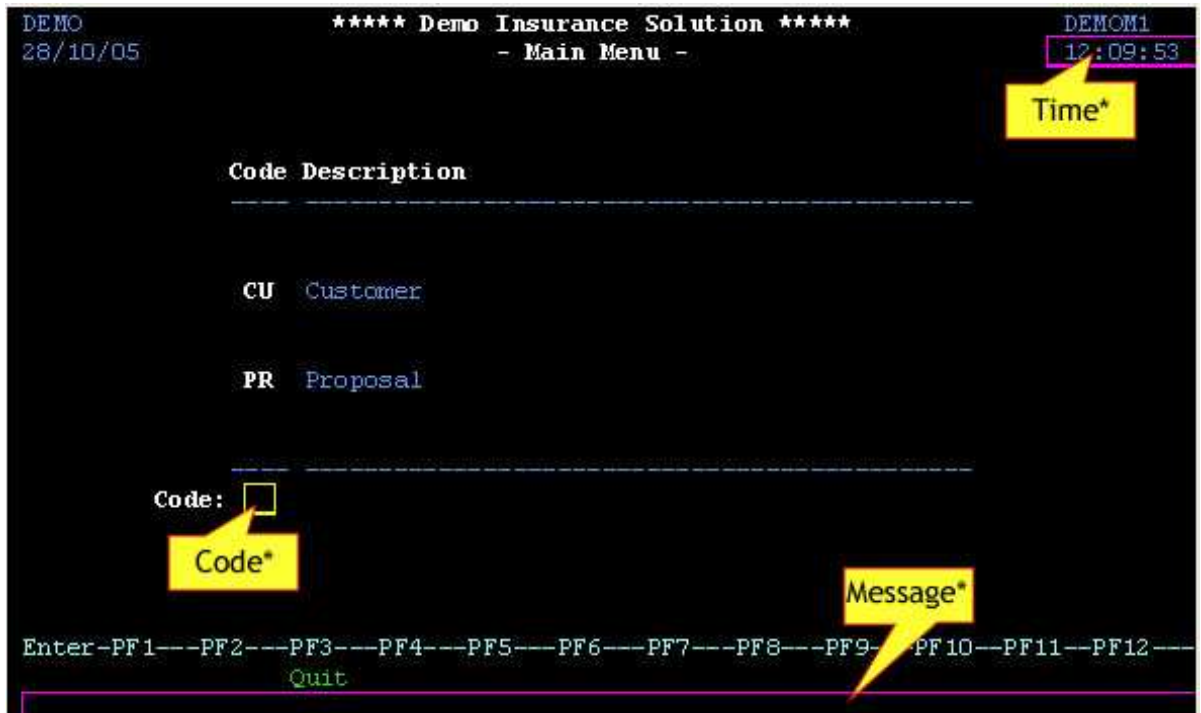 DEMO ***** Demo Insurance Solution ***** DEMOM1
28/10/05 - Main Menu - 12:09:53
Time*
Code Description
---- ----------------------------------------------
CU Customer
PR Proposal
---- ----------------------------------------------
Code:
Code*
Message*
Enter-PF1---PF2---PF3---PF4---PF5---PF6---PF7---PF8---PF9---PF10--PF11--PF12---
Quit